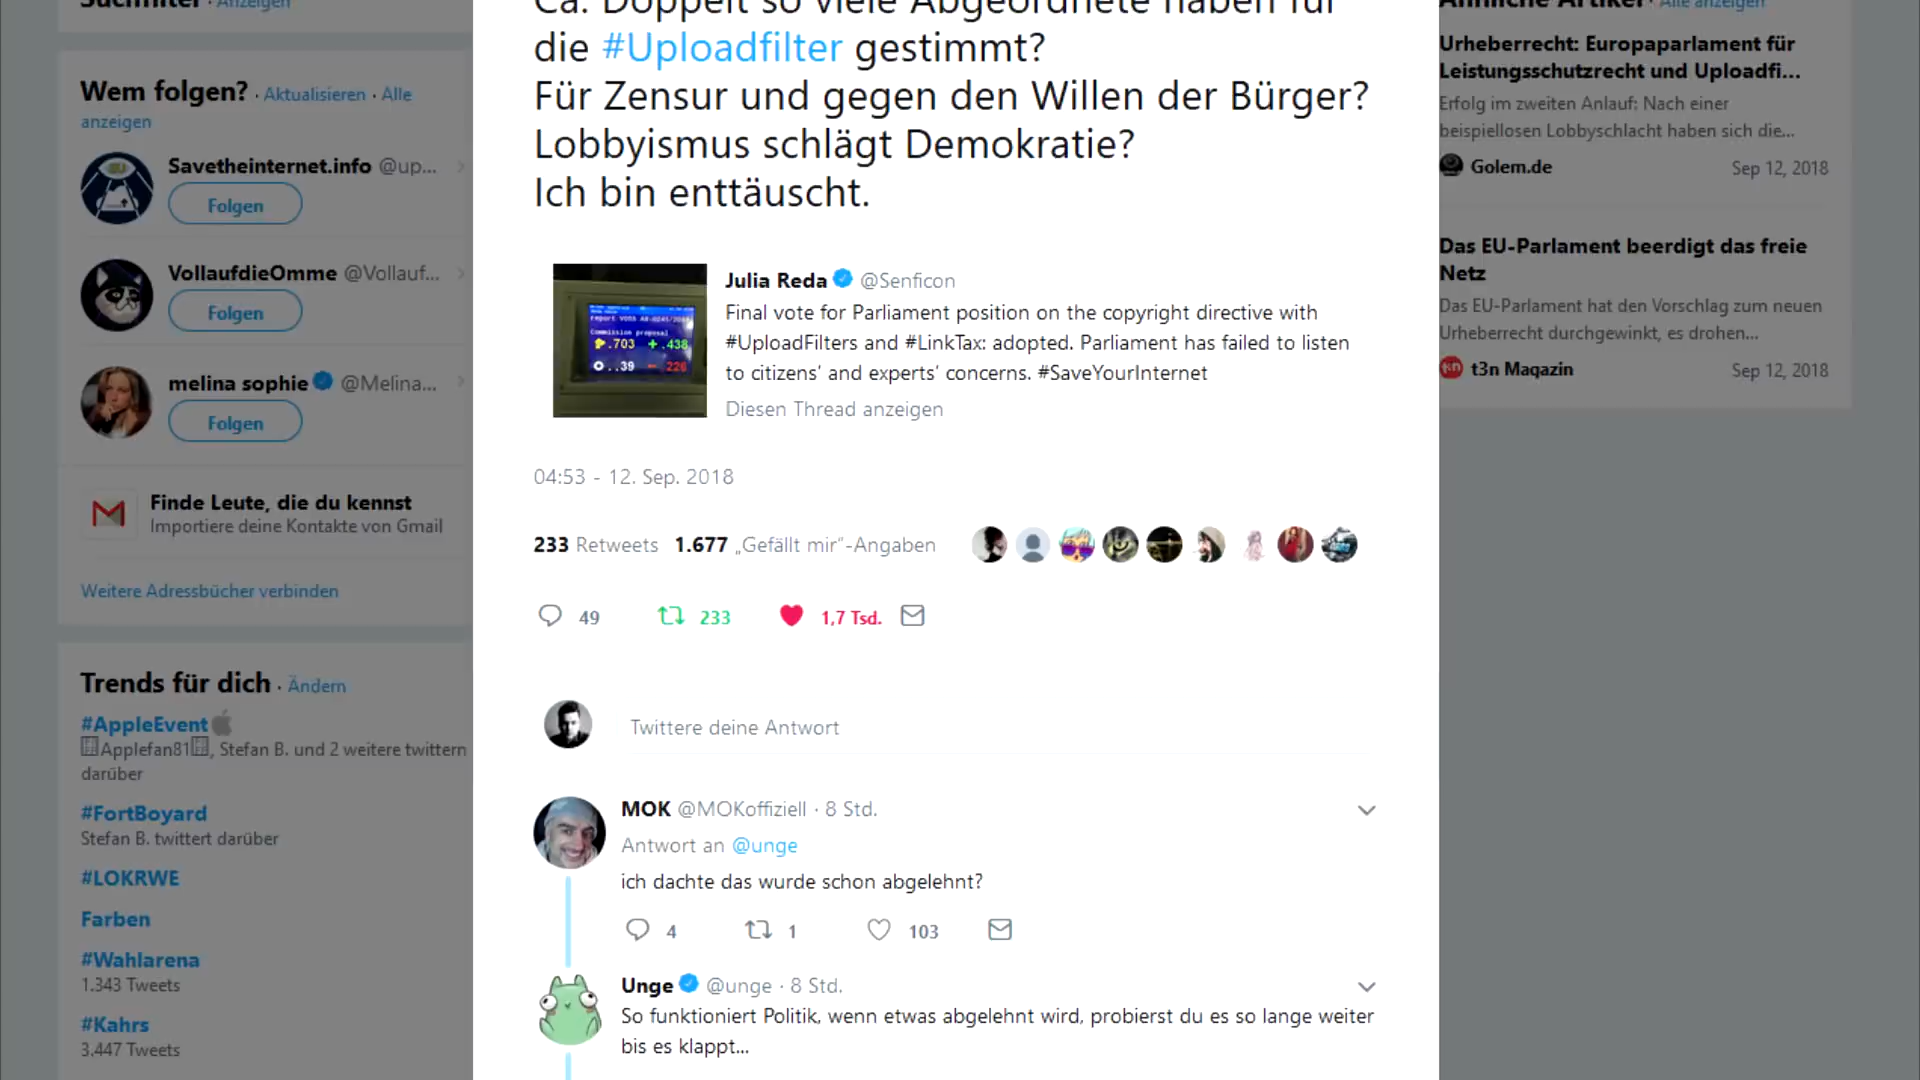 Suchfilter · Anzeigen
Wem folgen? · Aktualisieren · Alle
anzeigen
Savetheinternet.info @up...
Folgen
VollaufdieOmme @Vollauf...
Folgen
melina sophie @Melina...
Folgen
Finde Leute, die du kennst
Importiere deine Kontakte von Gmail
Weitere Adressbücher verbinden
Trends für dich · Ändern
#AppleEvent
Applefan81, Stefan B. und 2 weitere twittern
darüber
#FortBoyard
Stefan B. twittert darüber
#LOKRWE
Farben
#Wahlarena
1.343 Tweets
#Kahrs
3.447 Tweets
Ca. Doppelt so viele Abgeordnete haben für
die #Uploadfilter gestimmt?
Für Zensur und gegen den Willen der Bürger?
Lobbyismus schlägt Demokratie?
Ich bin enttäuscht.
Commission proposal
.703 + .438
..39 - 226
Julia Reda @Senficon
Final vote for Parliament position on the copyright directive with
#UploadFilters and #LinkTax: adopted. Parliament has failed to listen
to citizens' and experts' concerns. #SaveYourInternet
Diesen Thread anzeigen
04:53 - 12. Sep. 2018
233 Retweets 1.677 „Gefällt mir“-Angaben
49 233 1,7 Tsd.
Twittere deine Antwort
MOK @MOKoffiziell · 8 Std.
Antwort an @unge
ich dachte das wurde schon abgelehnt?
4 1 103
Unge @unge · 8 Std.
So funktioniert Politik, wenn etwas abgelehnt wird, probierst du es so lange weiter
bis es klappt...
Ähnliche Artikel · Alle anzeigen
Urheberrecht: Europaparlament für
Leistungsschutzrecht und Uploadfi...
Erfolg im zweiten Anlauf: Nach einer
beispiellosen Lobbyschlacht haben sich die...
Golem.de Sep 12, 2018
Das EU-Parlament beerdigt das freie
Netz
Das EU-Parlament hat den Vorschlag zum neuen
Urheberrecht durchgewinkt, es drohen...
t3n Magazin Sep 12, 2018